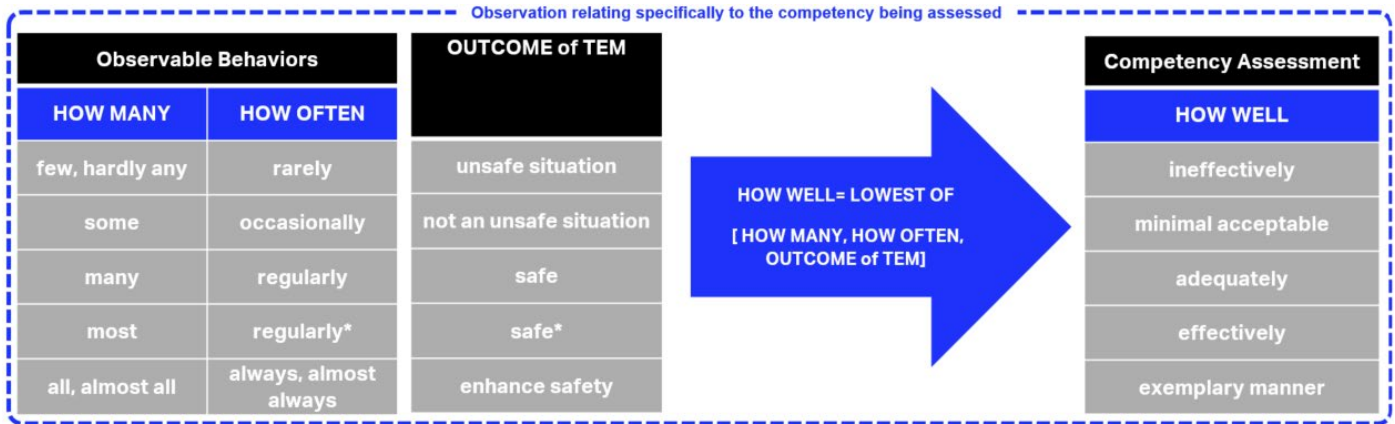 Observation relating specifically to the competency being assessed
Observable Behaviors
HOW MANY
HOW OFTEN
few, hardly any
rarely
some
occasionally
many
regularly
most
regularly*
all, almost all
always, almost
always
OUTCOME of TEM
unsafe situation
not an unsafe situation
safe
safe*
enhance safety
HOW WELL= LOWEST OF
[ HOW MANY, HOW OFTEN,
OUTCOME of TEM]
Competency Assessment
HOW WELL
ineffectively
minimal acceptable
adequately
effectively
exemplary manner